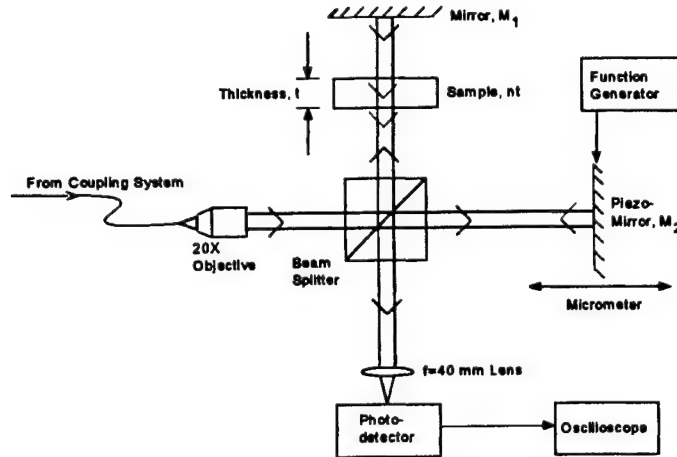 Mirror, M1
Thickness, t
Sample, nt
Function
Generator
From Coupling System
Piezo-
Mirror, M2
20X
Objective
Beam
Splitter
Micrometer
f=40 mm Lens
Photo-
detector
Oscilloscope